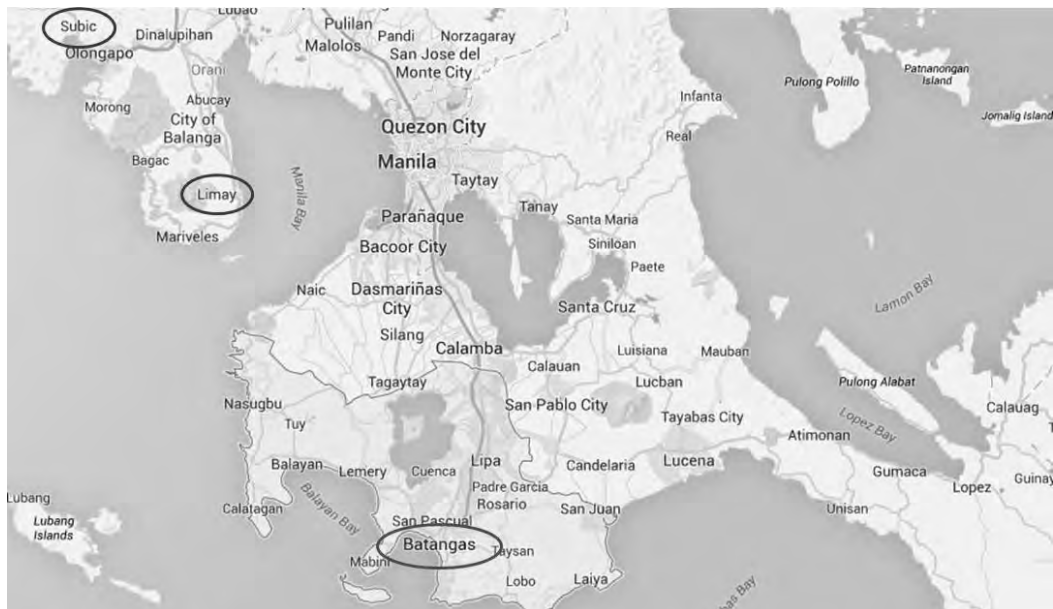 Subic
Dinalupihan
Lubao
Pulilan
Pandi
Norzagaray
Malolos
Olongapo
San Jose del
Monte City
Orani
Morong
Abucay
City of
Balanga
Bagac
Limay
Mariveles
Manila Bay
Quezon City
Manila
Taytay
Infanta
Real
Pulong Polillo
Patnanongan
Island
Jomalig Island
Parañaque
Tanay
Santa Maria
Bacoor City
Siniloan
Paete
Naic
Dasmariñas
City
Santa Cruz
Lamon Bay
Silang
Calamba
Calauan
Luisiana
Mauban
Tagaytay
Lucban
Pulong Alabat
Nasugbu
San Pablo City
Tayabas City
Calauag
Tuy
Lopez Bay
Atimonan
Balayan
Lemery
Cuenca
Lipa
Candelaria
Lucena
Gumaca
Lopez
Guinay
Lubang
Calatagan
Balayan Bay
Padre Garcia
Rosario
San Juan
Unisan
Lubang
Islands
San Pascual
Batangas
Taysan
Mabini
Lobo
Laiya
bas Bay